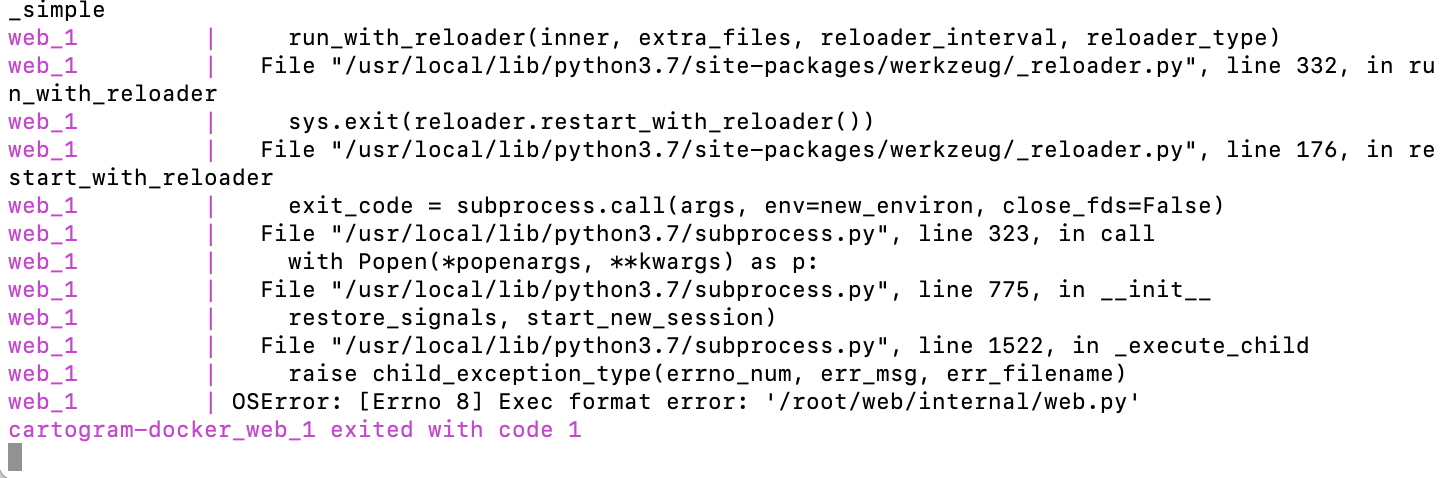 _simple
web_1         |     run_with_reloader(inner, extra_files, reloader_interval, reloader_type)
web_1         |   File "/usr/local/lib/python3.7/site-packages/werkzeug/_reloader.py", line 332, in ru
n_with_reloader
web_1         |     sys.exit(reloader.restart_with_reloader())
web_1         |   File "/usr/local/lib/python3.7/site-packages/werkzeug/_reloader.py", line 176, in re
start_with_reloader
web_1         |     exit_code = subprocess.call(args, env=new_environ, close_fds=False)
web_1         |   File "/usr/local/lib/python3.7/subprocess.py", line 323, in call
web_1         |     with Popen(*popenargs, **kwargs) as p:
web_1         |   File "/usr/local/lib/python3.7/subprocess.py", line 775, in __init__
web_1         |     restore_signals, start_new_session)
web_1         |   File "/usr/local/lib/python3.7/subprocess.py", line 1522, in _execute_child
web_1         |     raise child_exception_type(errno_num, err_msg, err_filename)
web_1         | OSError: [Errno 8] Exec format error: '/root/web/internal/web.py'
cartogram-docker_web_1 exited with code 1